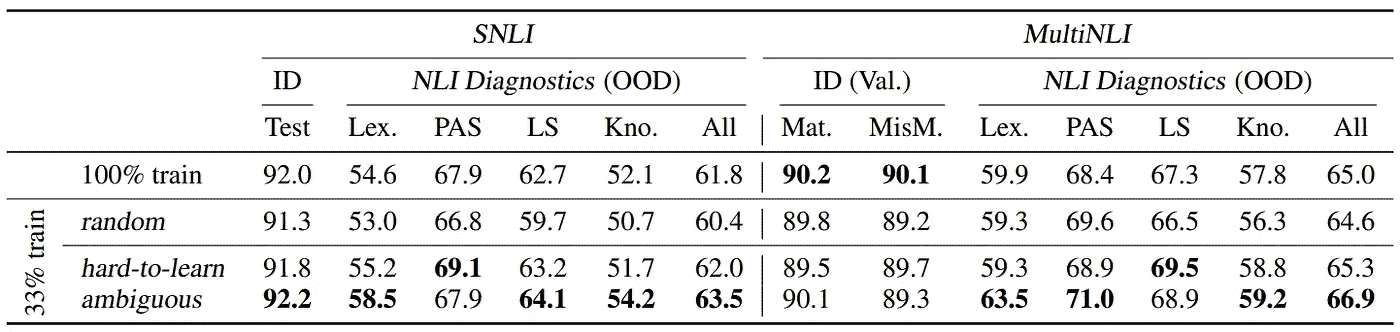 SNLI MultiNLI
ID NLI Diagnostics (OOD) ID (Val.) NLI Diagnostics (OOD)
Test Lex. PAS LS Kno. All Mat. MisM. Lex. PAS LS Kno. All
100% train 92.0 54.6 67.9 62.7 52.1 61.8 90.2 90.1 59.9 68.4 67.3 57.8 65.0
33% train
random 91.3 53.0 66.8 59.7 50.7 60.4 89.8 89.2 59.3 69.6 66.5 56.3 64.6
hard-to-learn 91.8 55.2 69.1 63.2 51.7 62.0 89.5 89.7 59.3 68.9 69.5 58.8 65.3
ambiguous 92.2 58.5 67.9 64.1 54.2 63.5 90.1 89.3 63.5 71.0 68.9 59.2 66.9